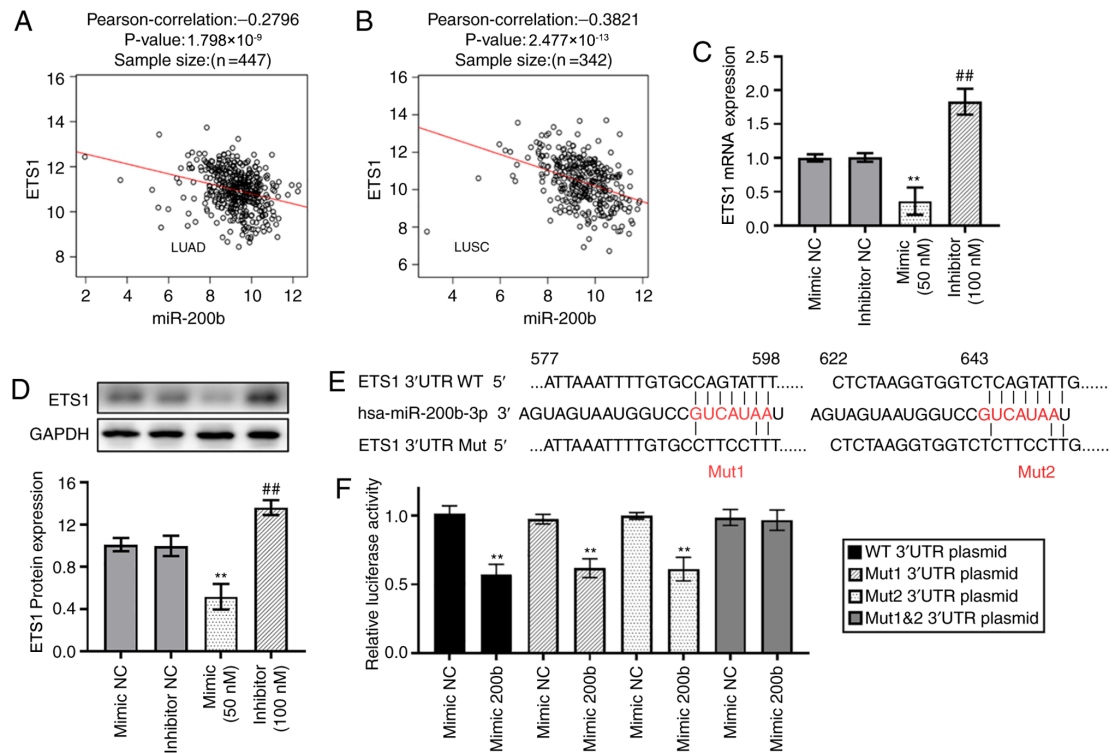 A
Pearson-correlation:−0.2796
P-value:1.798×10⁻⁹
Sample size:(n=447)
ETS1
16
14
12
10
8
LUAD
2 4 6 8 10 12
miR-200b
B
Pearson-correlation:−0.3821
P-value:2.477×10⁻¹³
Sample size:(n=342)
ETS1
16
14
12
10
8
6
LUSC
4 6 8 10 12
miR-200b
C
ETS1 mRNA expression
2.5
2.0
1.5
1.0
0.5
0.0
**
##
Mimic NC
Inhibitor NC
Mimic
(50 nM)
Inhibitor
(100 nM)
D
ETS1
GAPDH
ETS1 Protein expression
16
12
0.8
0.4
0.0
**
##
Mimic NC
Inhibitor NC
Mimic
(50 nM)
Inhibitor
(100 nM)
E
577 598 622 643
ETS1 3′UTR WT 5′ ...ATTAAATTTTGTGCCAGTATTT...... CTCTAAGGTGGTCTCAGTATTG......
hsa-miR-200b-3p 3′ AGUAGUAAUGGUCCGUCAUAAU AGUAGUAAUGGUCCGUCAUAAU
ETS1 3′UTR Mut 5′ ...ATTAAATTTTGTGCCTTCCTTT...... CTCTAAGGTGGTCTCTTCCTTG......
Mut1 Mut2
F
Relative luciferase activity
1.0
0.5
0.0
** ** **
Mimic NC
Mimic 200b
Mimic NC
Mimic 200b
Mimic NC
Mimic 200b
Mimic NC
Mimic 200b
WT 3′UTR plasmid
Mut1 3′UTR plasmid
Mut2 3′UTR plasmid
Mut1&2 3′UTR plasmid